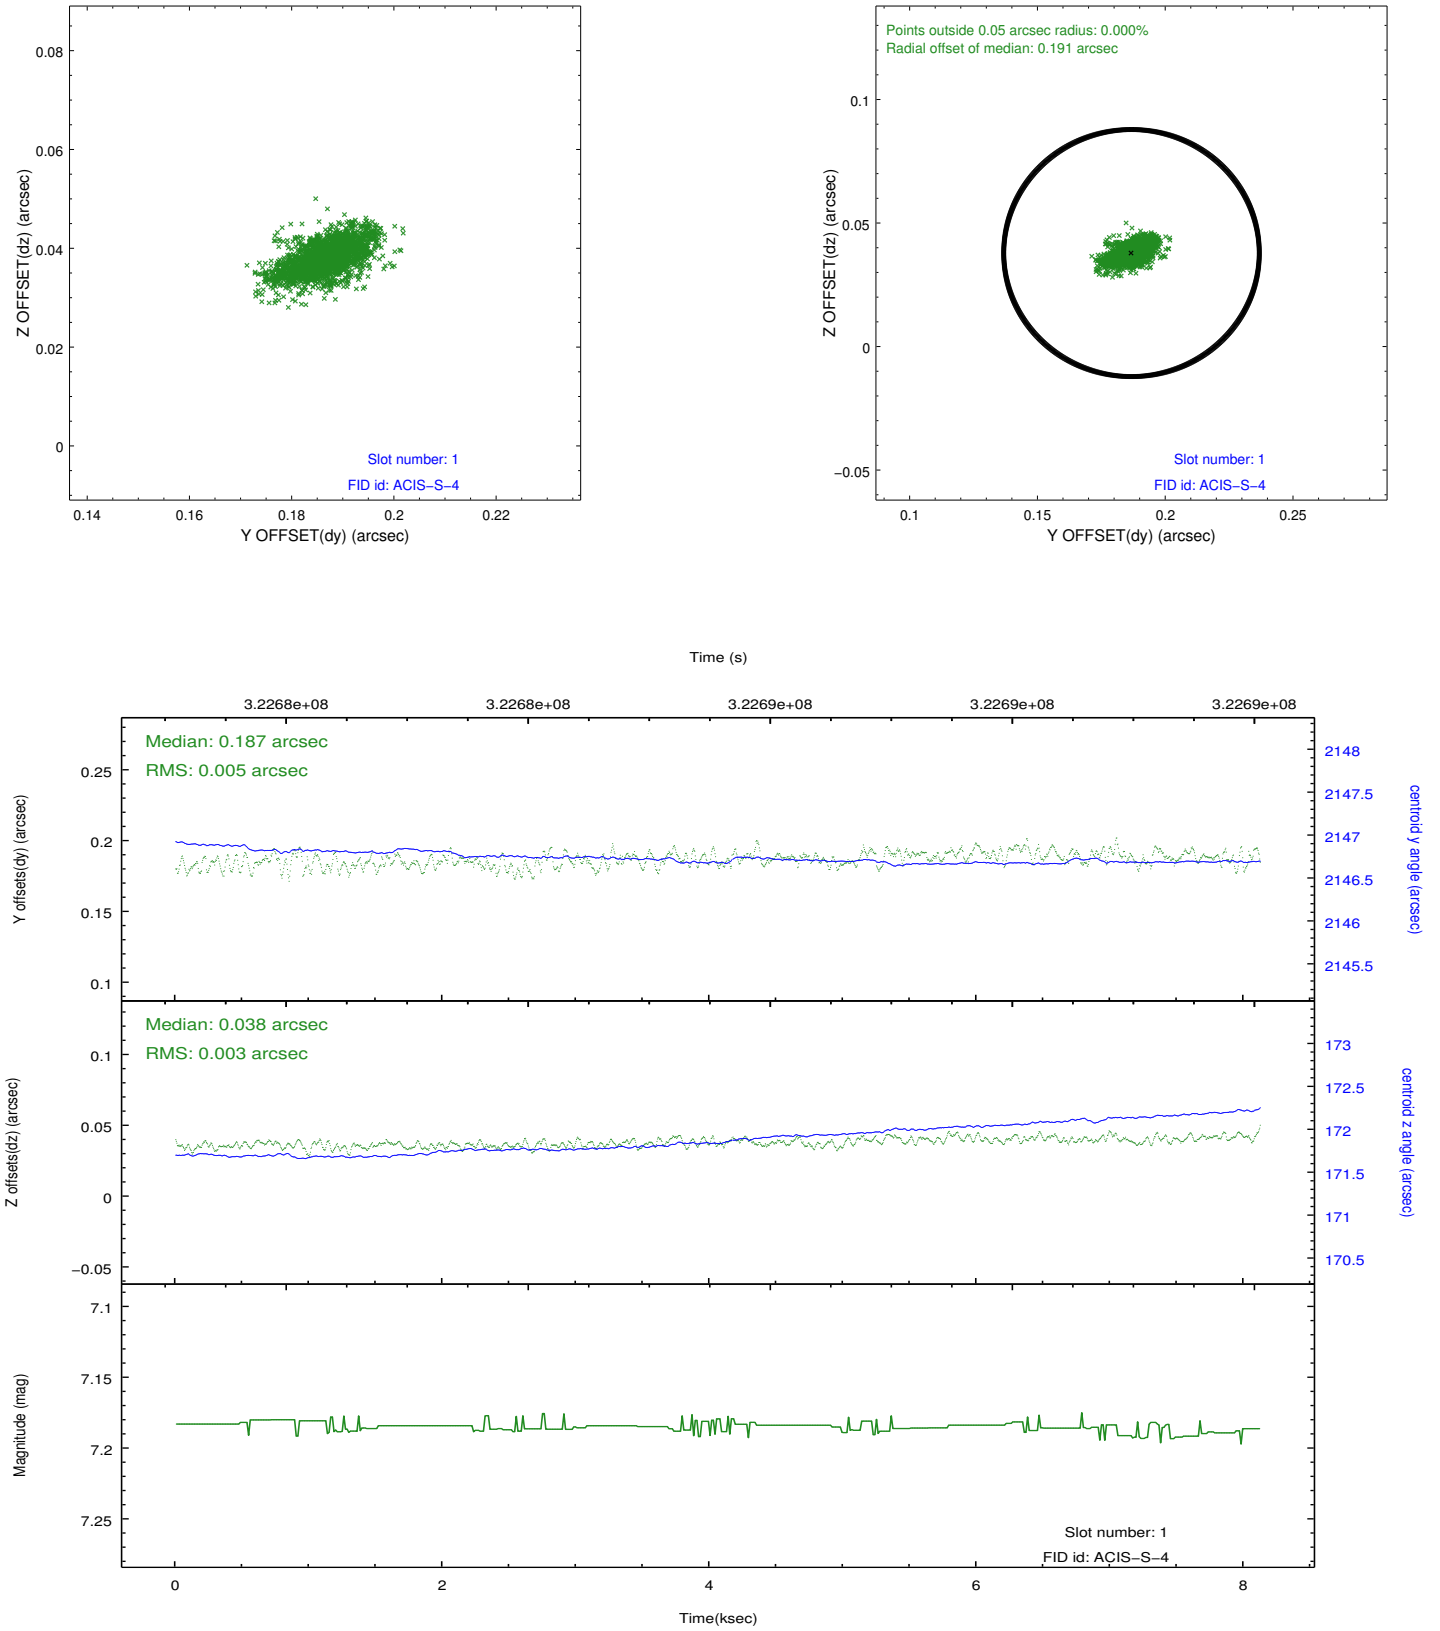 0.08
0.06
0.04
0.02
0
Z OFFSET(dz) (arcsec)
Slot number: 1
FID id: ACIS−S−4
0.14 0.16 0.18 0.2 0.22
Y OFFSET(dy) (arcsec)
Points outside 0.05 arcsec radius: 0.000%
Radial offset of median: 0.191 arcsec
0.1
0.05
0
−0.05
Z OFFSET(dz) (arcsec)
Slot number: 1
FID id: ACIS−S−4
0.1 0.15 0.2 0.25
Y OFFSET(dy) (arcsec)
Time (s)
3.2268e+08 3.2268e+08 3.2269e+08 3.2269e+08 3.2269e+08
Median: 0.187 arcsec
RMS: 0.005 arcsec
0.25
0.2
0.15
0.1
Y offsets(dy) (arcsec)
2148
2147.5
2147
2146.5
2146
2145.5
centroid y angle (arcsec)
Median: 0.038 arcsec
RMS: 0.003 arcsec
0.1
0.05
0
−0.05
Z offsets(dz) (arcsec)
173
172.5
172
171.5
171
170.5
centroid z angle (arcsec)
7.1
7.15
7.2
7.25
Magnitude (mag)
Slot number: 1
FID id: ACIS−S−4
0 2 4 6 8
Time(ksec)